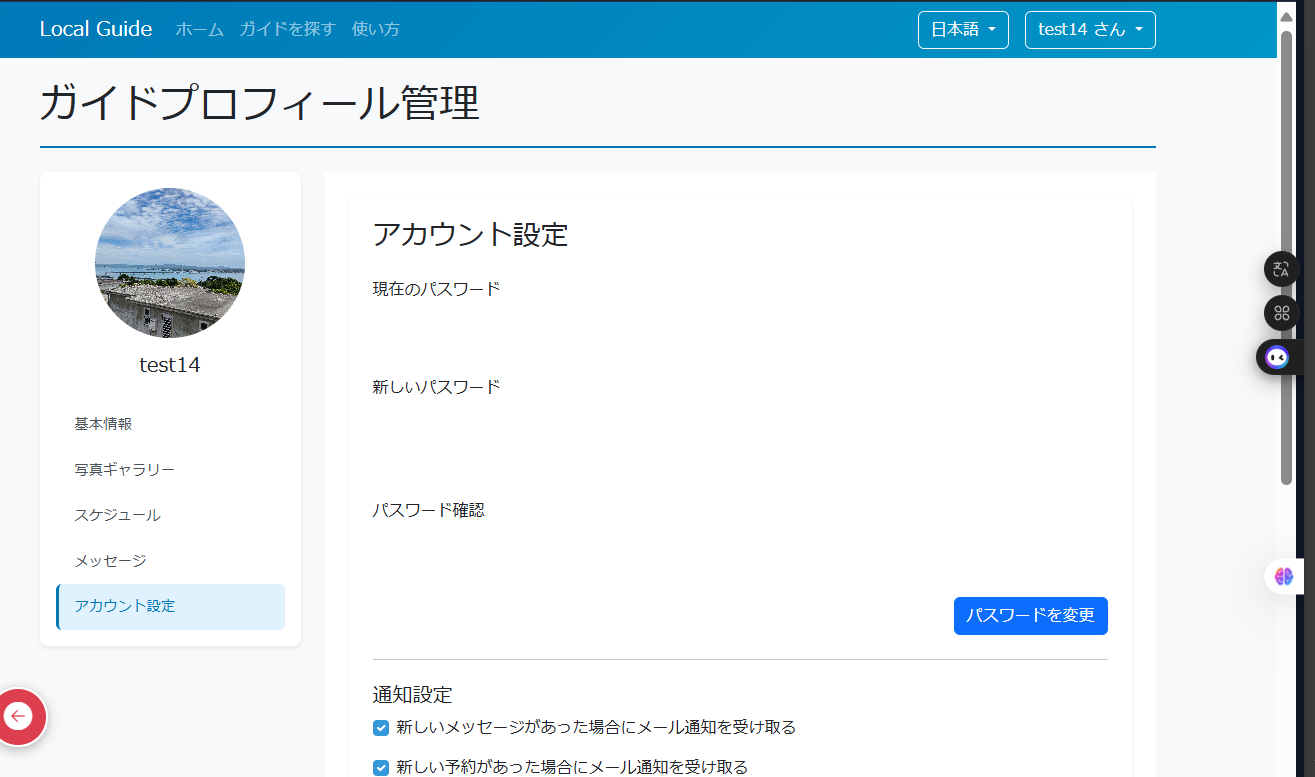 Local Guide ホーム ガイドを探す 使い方 日本語 test14 さん
ガイドプロフィール管理
test14
基本情報
写真ギャラリー
スケジュール
メッセージ
アカウント設定
アカウント設定
現在のパスワード
新しいパスワード
パスワード確認
パスワードを変更
通知設定
新しいメッセージがあった場合にメール通知を受け取る
新しい予約があった場合にメール通知を受け取る